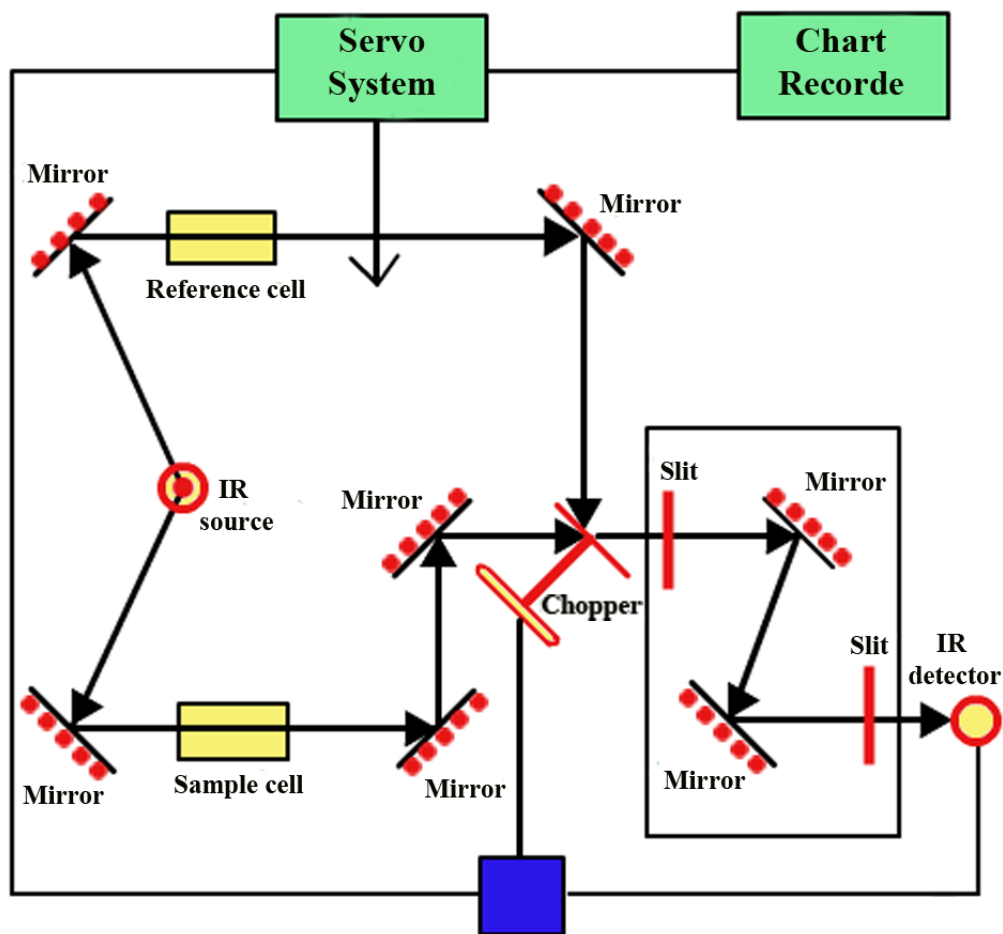 Servo
System
Chart
Recorde
Mirror
Mirror
Reference cell
IR
source
Mirror
Slit
Mirror
Chopper
Slit
IR
detector
Mirror
Sample cell
Mirror
Mirror